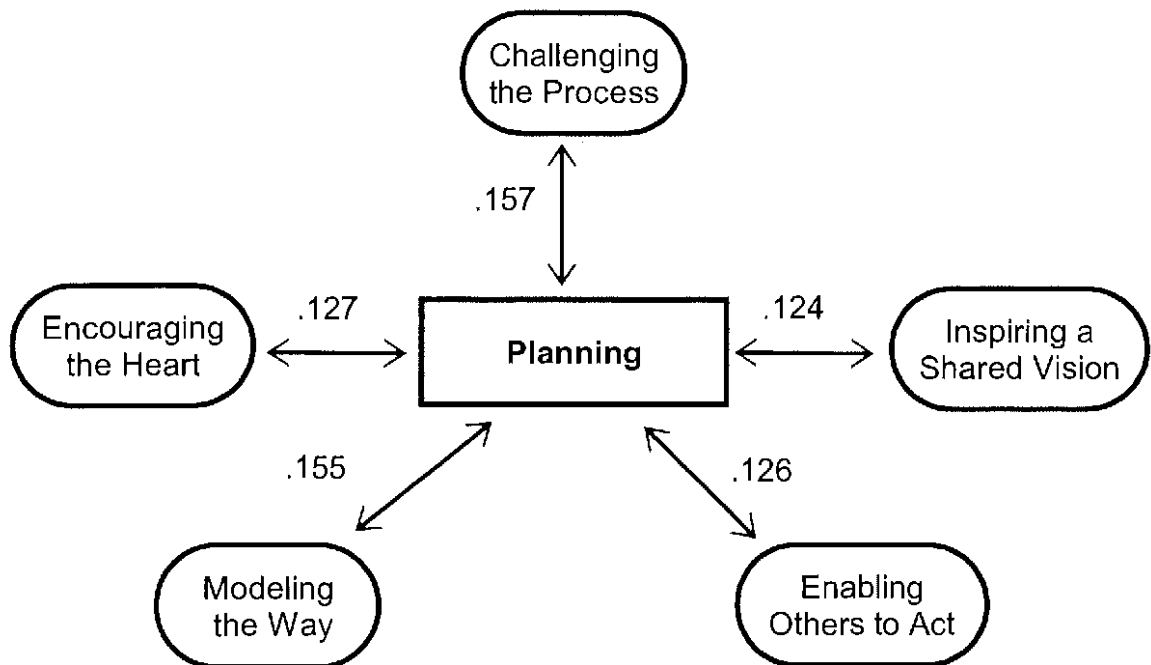 Challenging
the Process
.157
Encouraging
the Heart
.127
Planning
.124
Inspiring a
Shared Vision
.155
.126
Modeling
the Way
Enabling
Others to Act